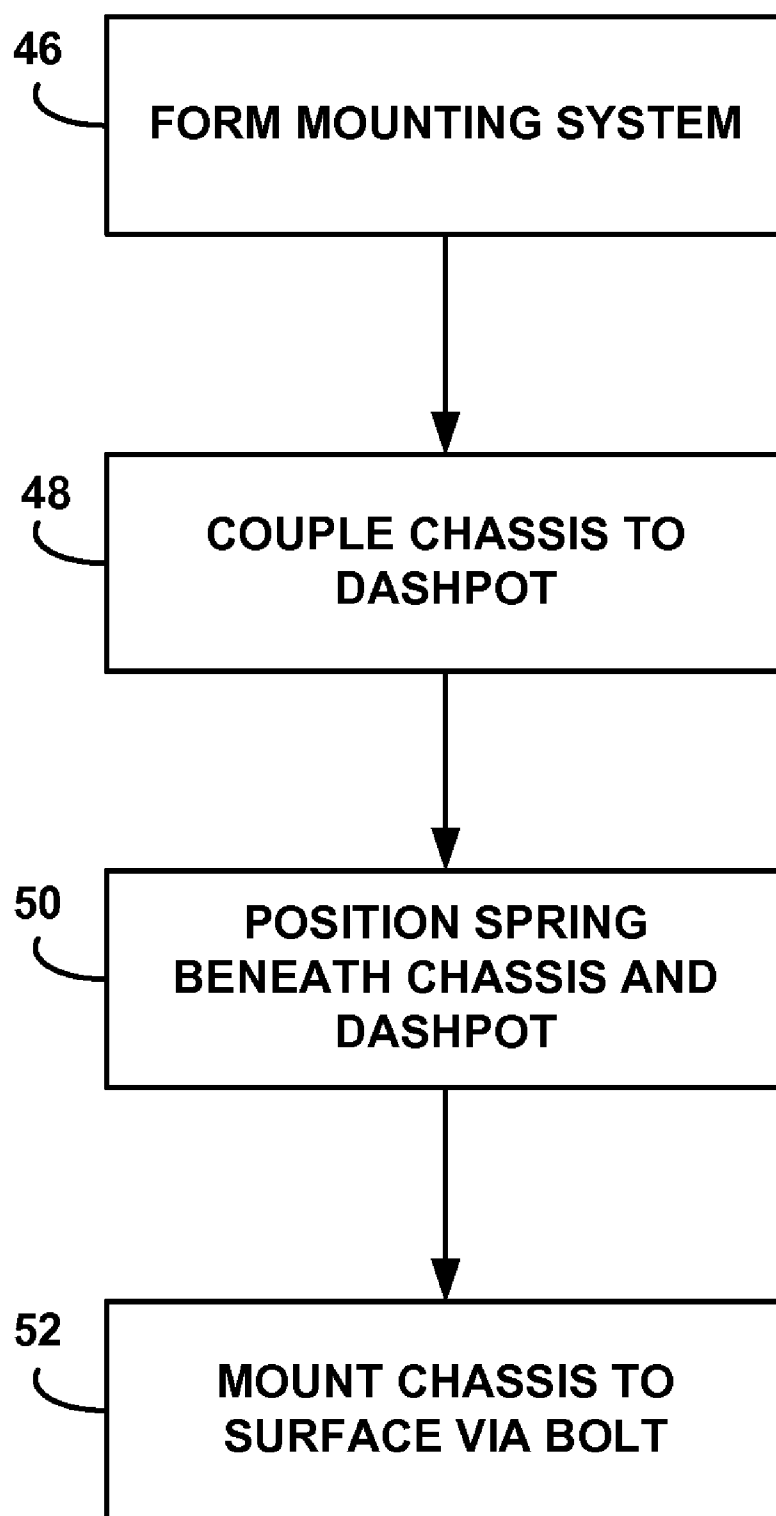 46
FORM MOUNTING SYSTEM
48
COUPLE CHASSIS TO
DASHPOT
50
POSITION SPRING
BENEATH CHASSIS AND
DASHPOT
52
MOUNT CHASSIS TO
SURFACE VIA BOLT